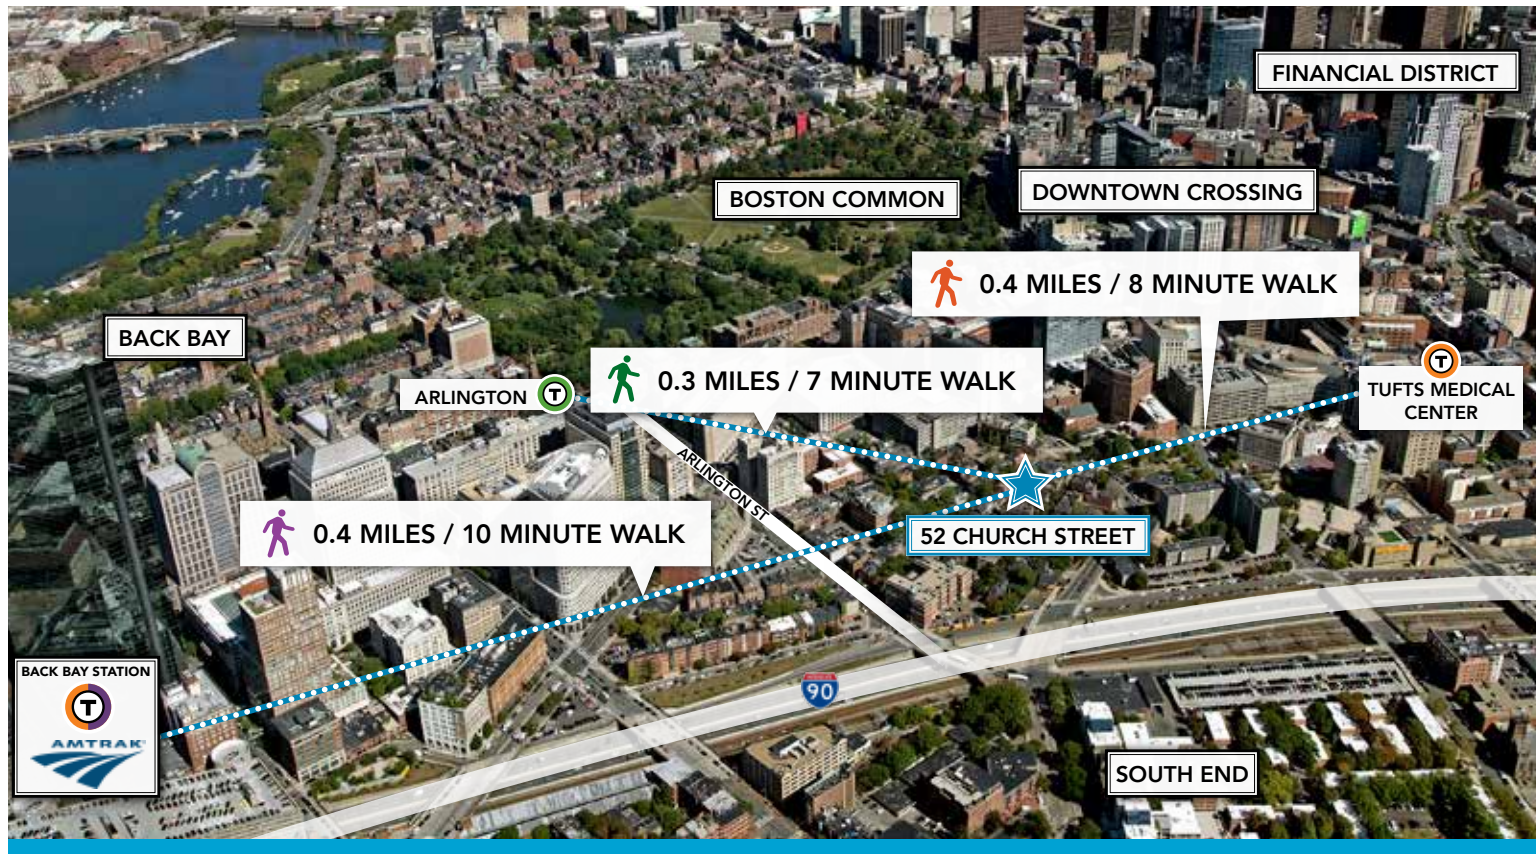 FINANCIAL DISTRICT
DOWNTOWN CROSSING
BOSTON COMMON
0.4 MILES / 8 MINUTE WALK
BACK BAY
0.3 MILES / 7 MINUTE WALK
ARLINGTON
T
T
TUFTS MEDICAL
CENTER
ARLINGTON ST
0.4 MILES / 10 MINUTE WALK
52 CHURCH STREET
BACK BAY STATION
T
AMTRAK
90
SOUTH END